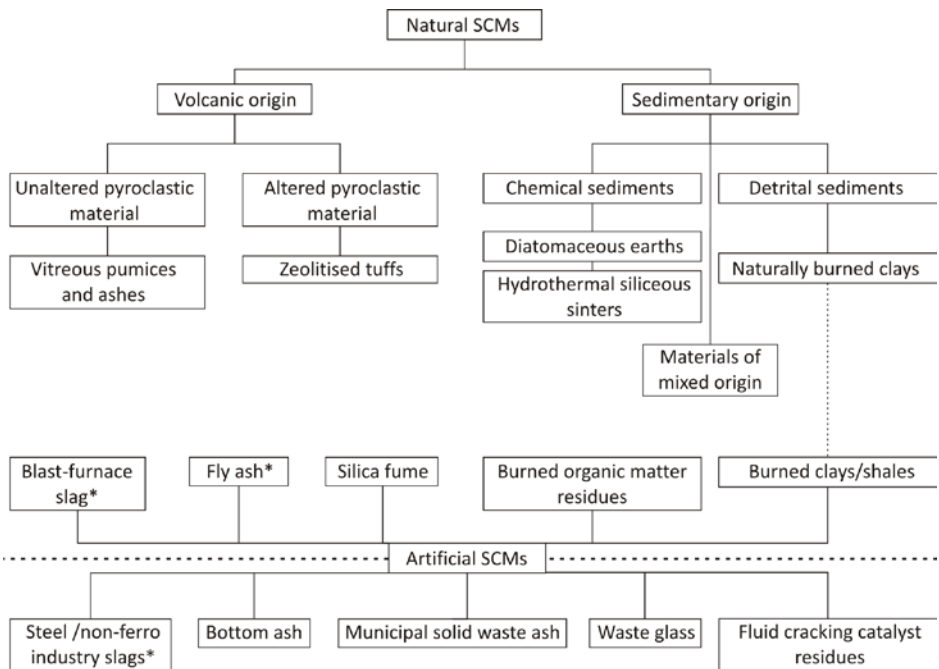 Natural SCMs
Volcanic origin
Sedimentary origin
Unaltered pyroclastic
material
Altered pyroclastic
material
Chemical sediments
Detrital sediments
Vitreous pumices
and ashes
Zeolitised tuffs
Diatomaceous earths
Hydrothermal siliceous
sinters
Naturally burned clays
Materials of
mixed origin
Blast-furnace
slag*
Fly ash*
Silica fume
Burned organic matter
residues
Burned clays/shales
Artificial SCMs
Steel /non-ferro
industry slags*
Bottom ash
Municipal solid waste ash
Waste glass
Fluid cracking catalyst
residues